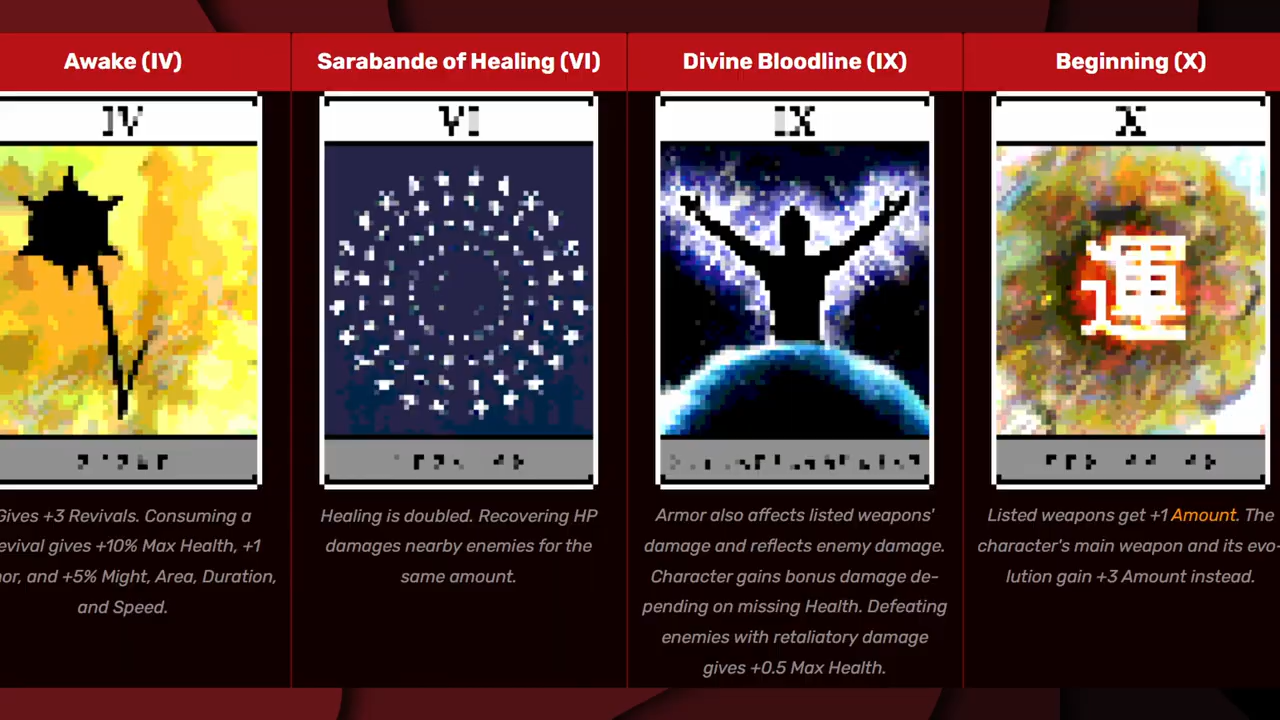 Awake (IV)
Sarabande of Healing (VI)
Divine Bloodline (IX)
Beginning (X)
IV
VI
IX
X
運
Gives +3 Revivals. Consuming a
evival gives +10% Max Health, +1
or, and +5% Might, Area, Duration,
and Speed.
Healing is doubled. Recovering HP
damages nearby enemies for the
same amount.
Armor also affects listed weapons'
damage and reflects enemy damage.
Character gains bonus damage de-
pending on missing Health. Defeating
enemies with retaliatory damage
gives +0.5 Max Health.
Listed weapons get +1 Amount. The
character's main weapon and its evo-
lution gain +3 Amount instead.